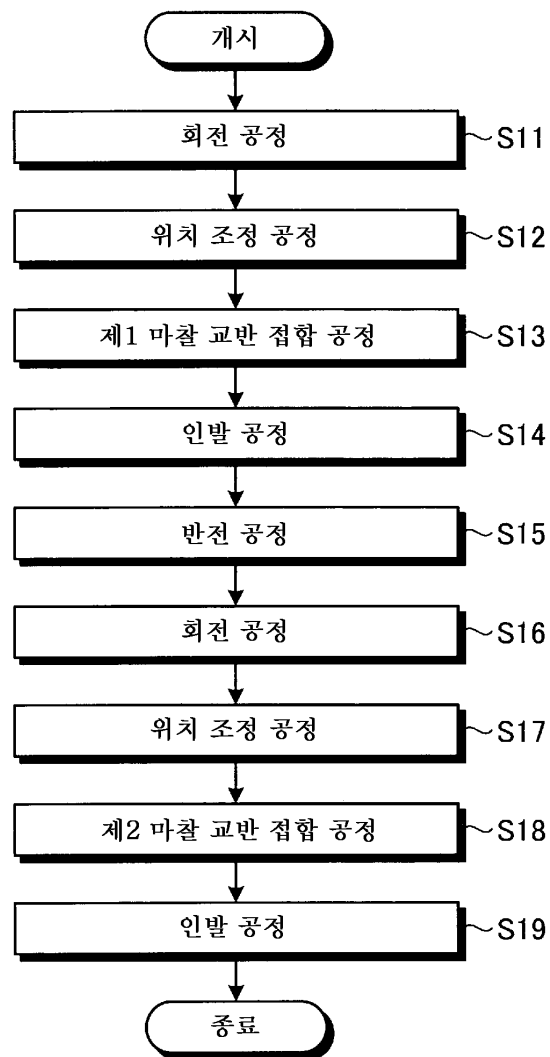 개시
회전 공정 S11
위치 조정 공정 S12
제1 마찰 교반 접합 공정 S13
인발 공정 S14
반전 공정 S15
회전 공정 S16
위치 조정 공정 S17
제2 마찰 교반 접합 공정 S18
인발 공정 S19
종료